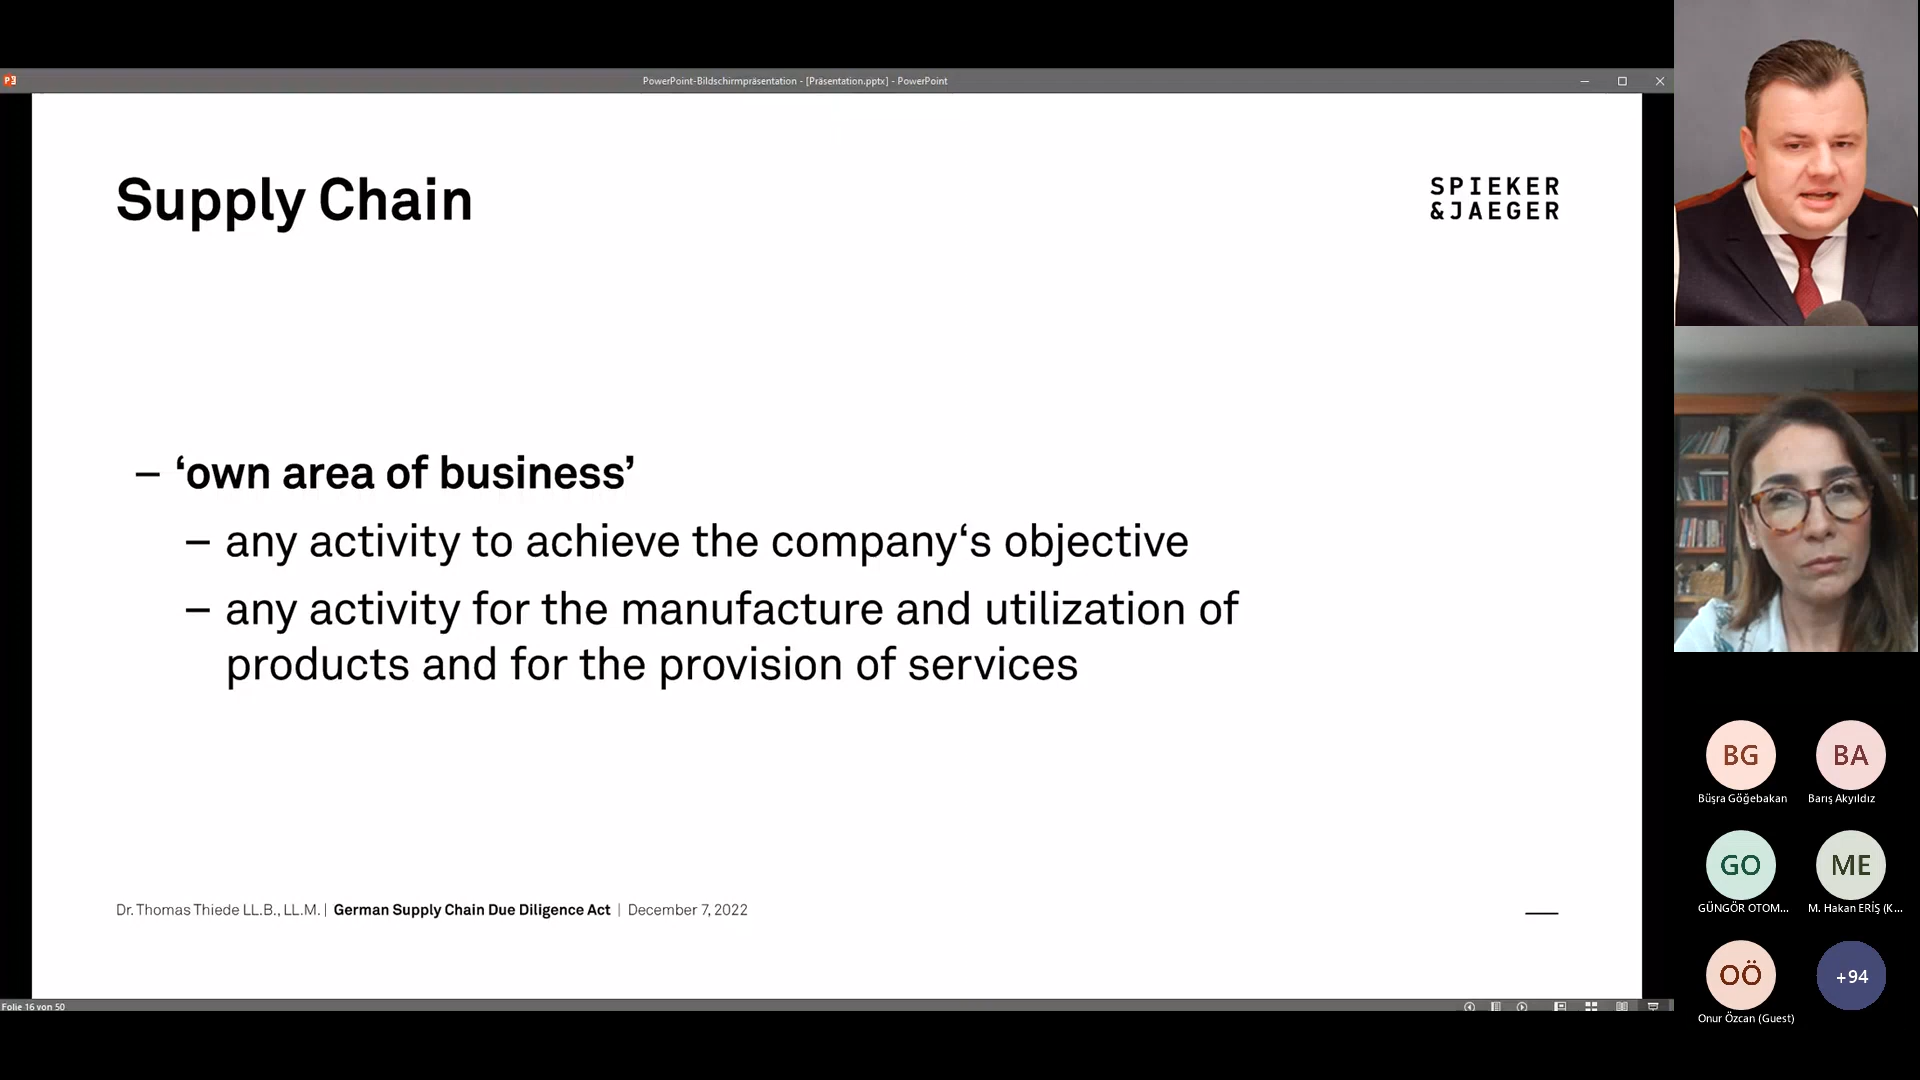 PowerPoint-Bildschirmpräsentation - [Präsentation.pptx] - PowerPoint
Supply Chain
SPIEKER
&JAEGER
– ‘own area of business’
– any activity to achieve the company‘s objective
– any activity for the manufacture and utilization of
products and for the provision of services
Dr. Thomas Thiede LL.B., LL.M. | German Supply Chain Due Diligence Act | December 7, 2022
Folie 16 von 50
BG
BA
Büşra Göğebakan
Barış Akyıldız
GO
ME
GÜNGÖR OTOM...
M. Hakan ERİŞ (K...
OÖ
+94
Onur Özcan (Guest)